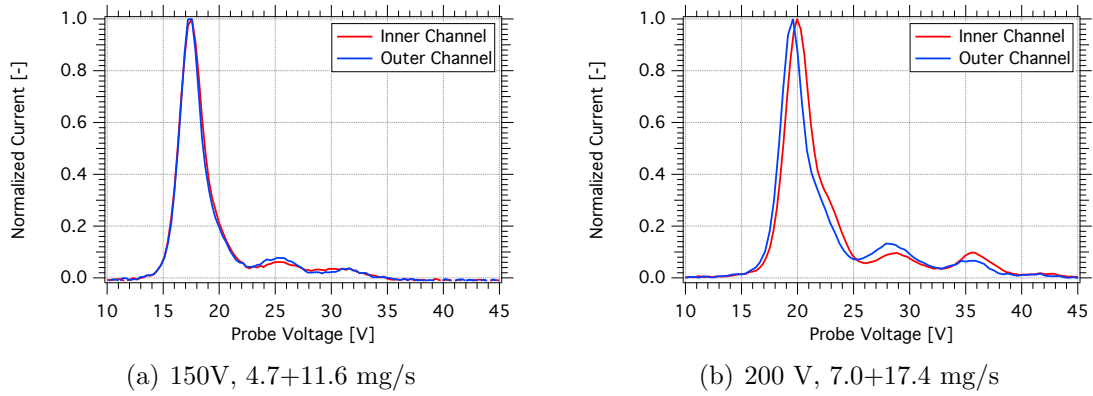 1.0
0.8
0.6
0.4
0.2
0.0
Normalized Current [-]
Inner Channel
Outer Channel
10 15 20 25 30 35 40 45
Probe Voltage [V]
(a) 150V, 4.7+11.6 mg/s
1.0
0.8
0.6
0.4
0.2
0.0
Normalized Current [-]
Inner Channel
Outer Channel
10 15 20 25 30 35 40 45
Probe Voltage [V]
(b) 200 V, 7.0+17.4 mg/s